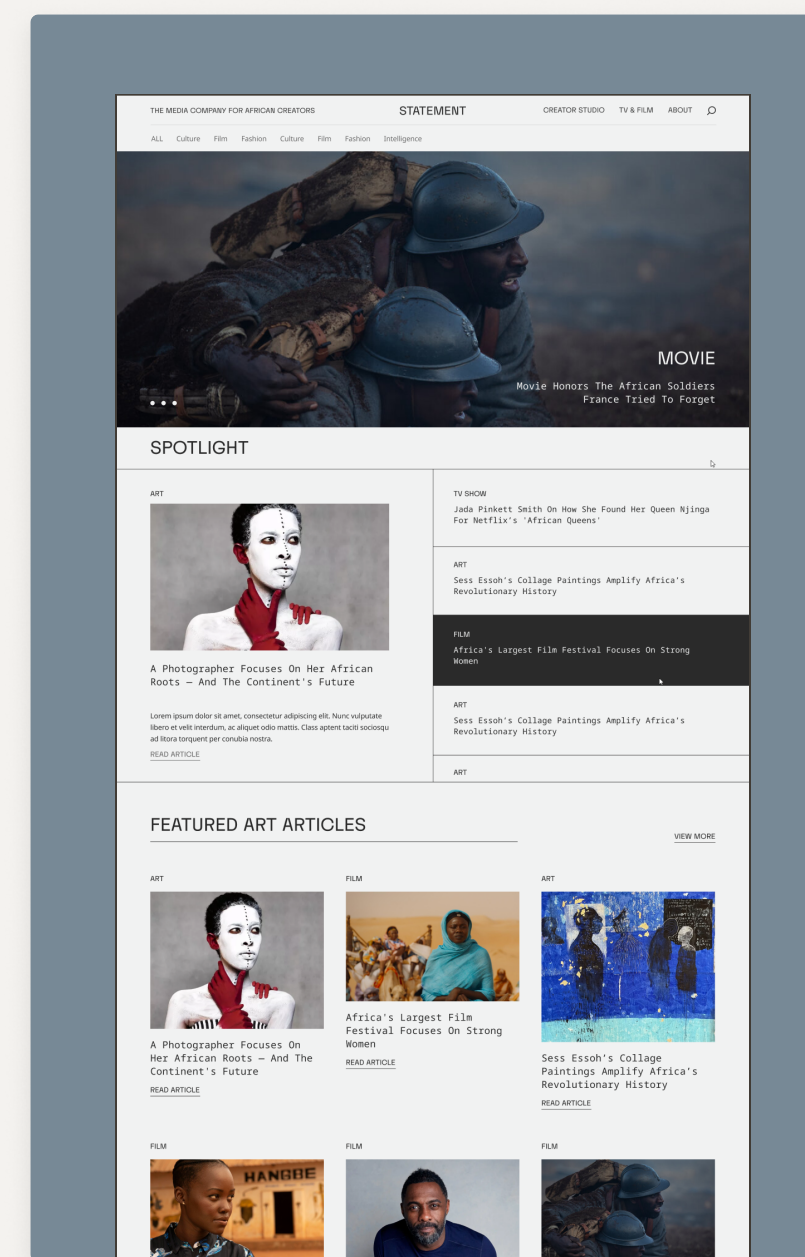 THE MEDIA COMPANY FOR AFRICAN CREATORS
STATEMENT
CREATOR STUDIO TV & FILM ABOUT
ALL Culture Film Fashion Culture Film Fashion Intelligence
MOVIE
Movie Honors The African Soldiers
France Tried To Forget
SPOTLIGHT
ART
A Photographer Focuses On Her African
Roots — And The Continent's Future
Lorem ipsum dolor sit amet, consectetur adipiscing elit. Nunc vulputate
libero et velit interdum, ac aliquet odio mattis. Class aptent taciti sociosqu
ad litora torquent per conubia nostra.
READ ARTICLE
TV SHOW
Jada Pinkett Smith On How She Found Her Queen Njinga
For Netflix's 'African Queens'
ART
Sess Essoh's Collage Paintings Amplify Africa's
Revolutionary History
FILM
Africa's Largest Film Festival Focuses On Strong
Women
ART
Sess Essoh's Collage Paintings Amplify Africa's
Revolutionary History
ART
FEATURED ART ARTICLES
VIEW MORE
ART
A Photographer Focuses On
Her African Roots — And The
Continent's Future
READ ARTICLE
FILM
Africa's Largest Film
Festival Focuses On Strong
Women
READ ARTICLE
ART
Sess Essoh's Collage
Paintings Amplify Africa's
Revolutionary History
READ ARTICLE
FILM
HANGBE
FILM
FILM